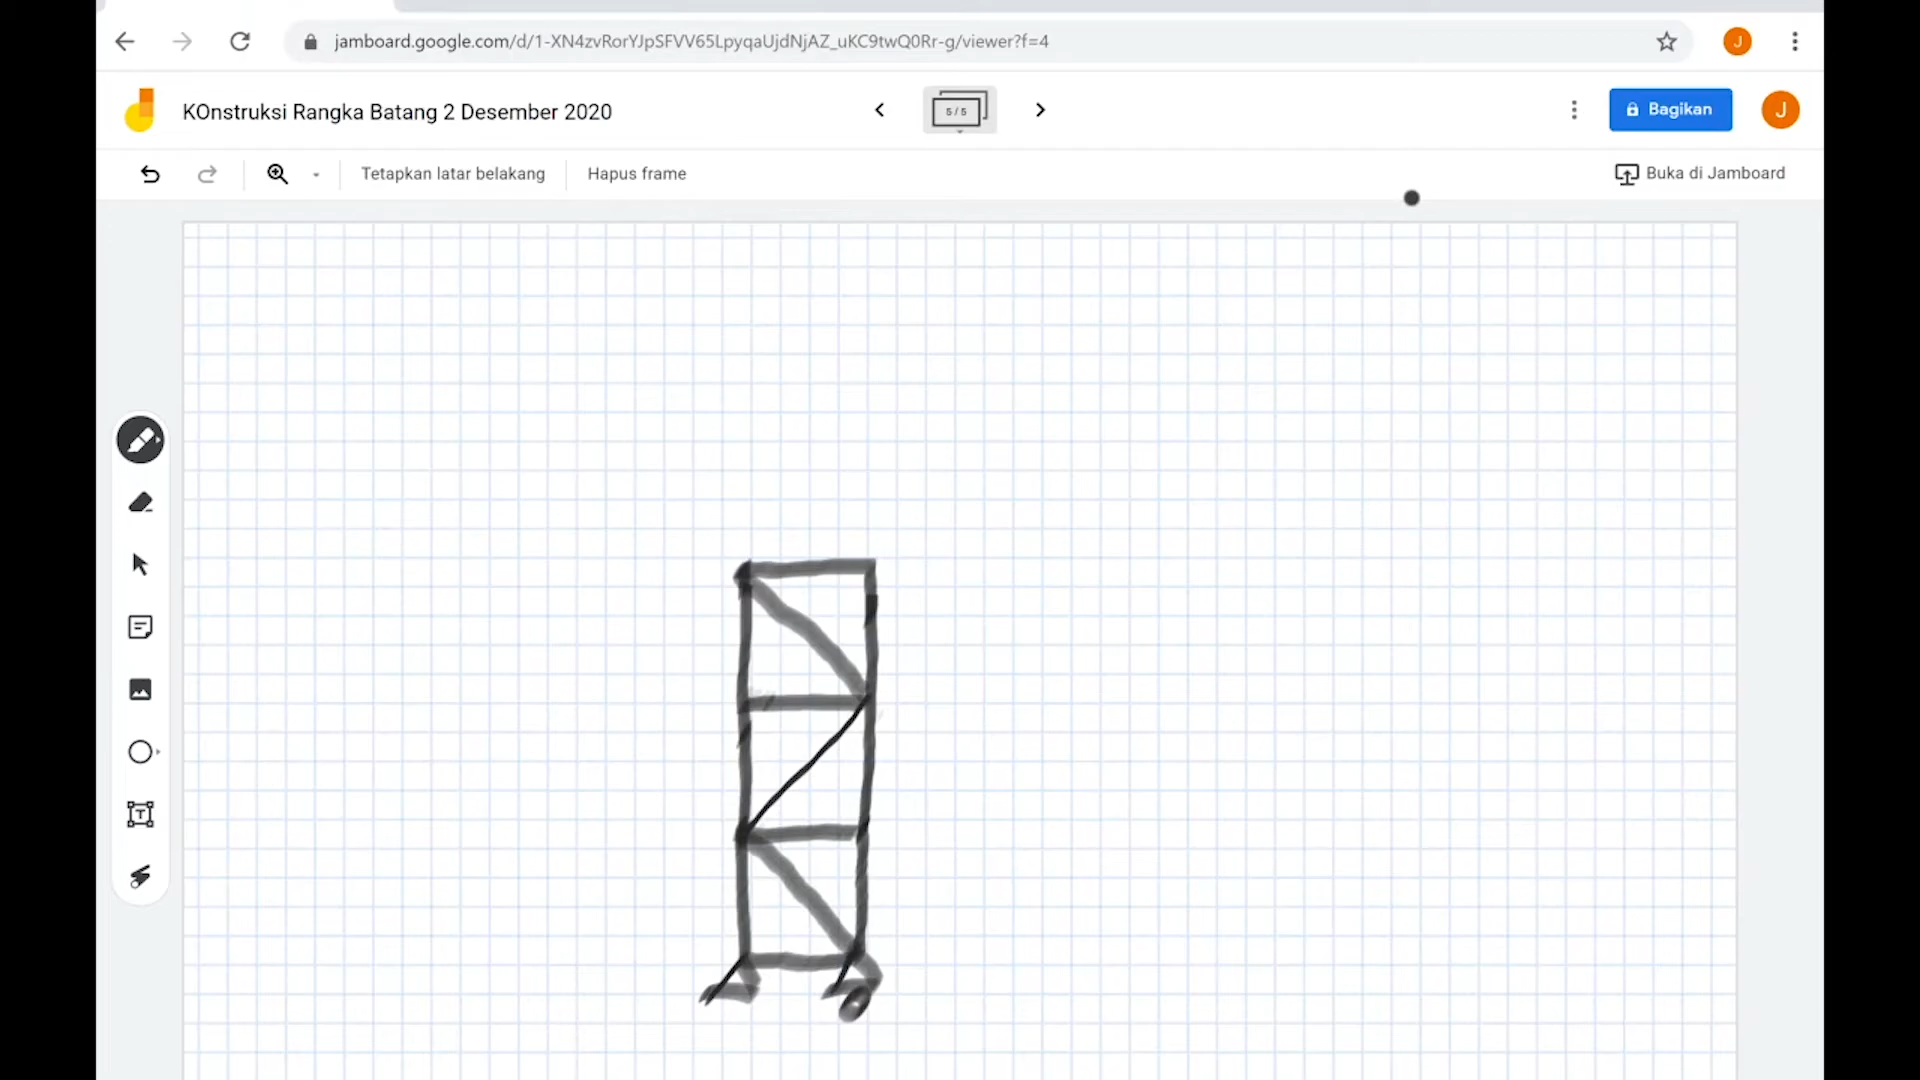 jamboard.google.com/d/1-XN4zvRorYJpSFVV65LpyqaUjdNjAZ_uKC9twQ0Rr-g/viewer?f=4
J
KOnstruksi Rangka Batang 2 Desember 2020
5 / 5
Bagikan
J
Tetapkan latar belakang
Hapus frame
Buka di Jamboard